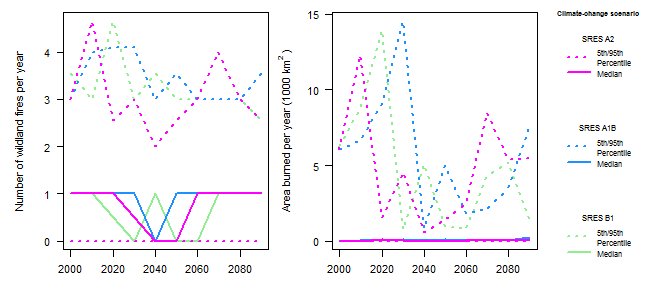 Number of wildland fires per year
4
3
2
1
0
2000 2020 2040 2060 2080
Area burned per year (1000 km²)
15
10
5
0
2000 2020 2040 2060 2080
Climate-change scenario
SRES A2
5th/95th
Percentile
Median
SRES A1B
5th/95th
Percentile
Median
SRES B1
5th/95th
Percentile
Median